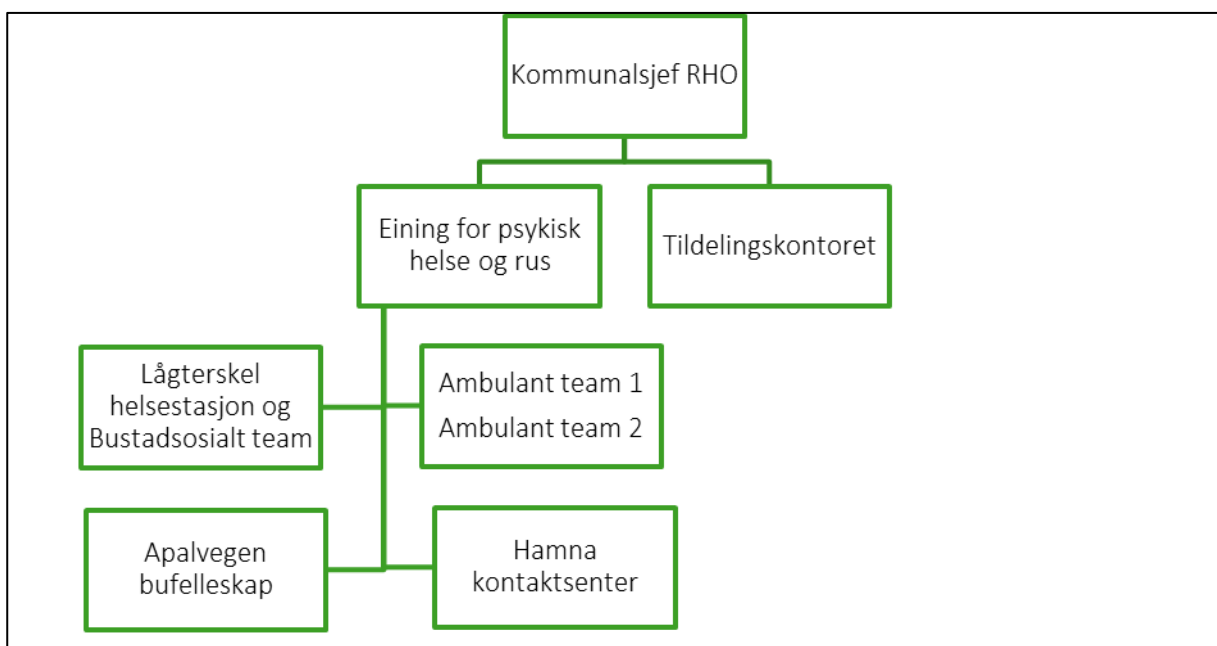 Kommunalsjef RHO
Eining for psykisk
helse og rus
Tildelingskontoret
Lågterskel
helsestasjon og
Bustadsosialt team
Ambulant team 1
Ambulant team 2
Apalvegen
bufelleskap
Hamna
kontaktsenter